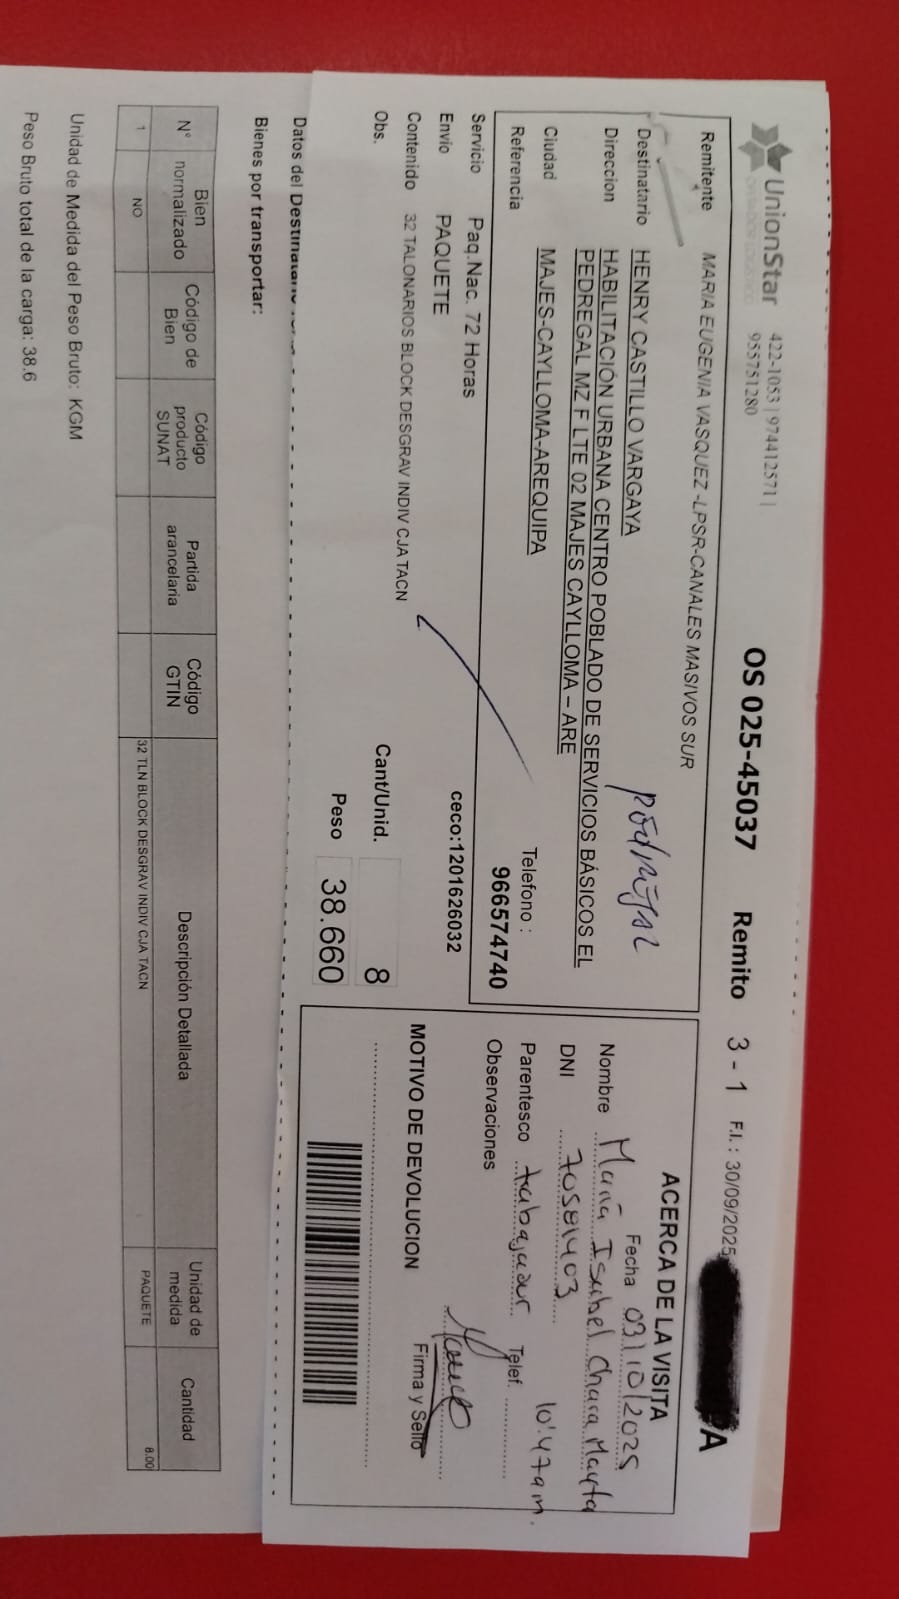 UnionStar
OPERADOR LOGISTICO
422-1053 | 974412571 |
955751280
OS 025-45037 Remito 3 - 1 F.I.: 30/09/2025
A
Remitente MARIA EUGENIA VASQUEZ -LPSR-CANALES MASIVOS SUR
Destinatario HENRY CASTILLO VARGAYA
Direccion HABILITACIÓN URBANA CENTRO POBLADO DE SERVICIOS BÁSICOS EL
PEDREGAL MZ F LTE 02 MAJES CAYLLOMA – ARE
Ciudad MAJES-CAYLLOMA-AREQUIPA
Referencia
Telefono :
966574740
Servicio Paq.Nac. 72 Horas
Envio PAQUETE
ceco:1201626032
Contenido 32 TALONARIOS BLOCK DESGRAV INDIV CJA TACN
Obs.
Cant/Unid. 8
Peso 38.660
ACERCA DE LA VISITA
Fecha 03/10/2025
Nombre Maria Isabel Chara Mayta
DNI 70581403
10:47am.
Parentesco trabajador Telef.
Observaciones
MOTIVO DE DEVOLUCION
Firma y Sello
Datos del
Bienes por transportar:
N° Bien normalizado Código de Bien Código producto SUNAT Partida arancelaria Código GTIN Descripción Detallada Unidad de medida Cantidad
1 NO 32 TLN BLOCK DESGRAV INDIV CJA TACN PAQUETE 8.00
Unidad de Medida del Peso Bruto: KGM
Peso Bruto total de la carga: 38.6